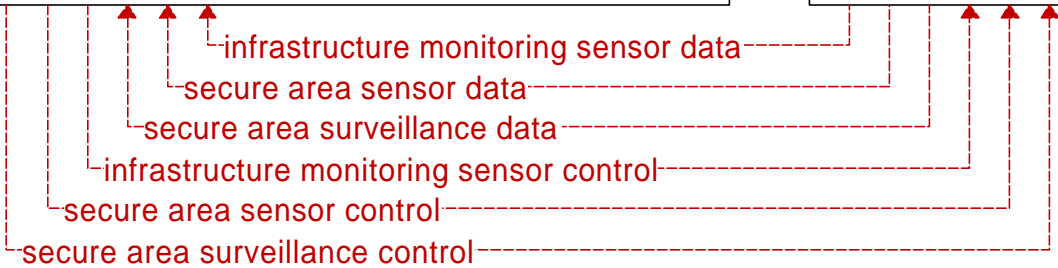 infrastructure monitoring sensor data
secure area sensor data
secure area surveillance data
infrastructure monitoring sensor control
secure area sensor control
secure area surveillance control